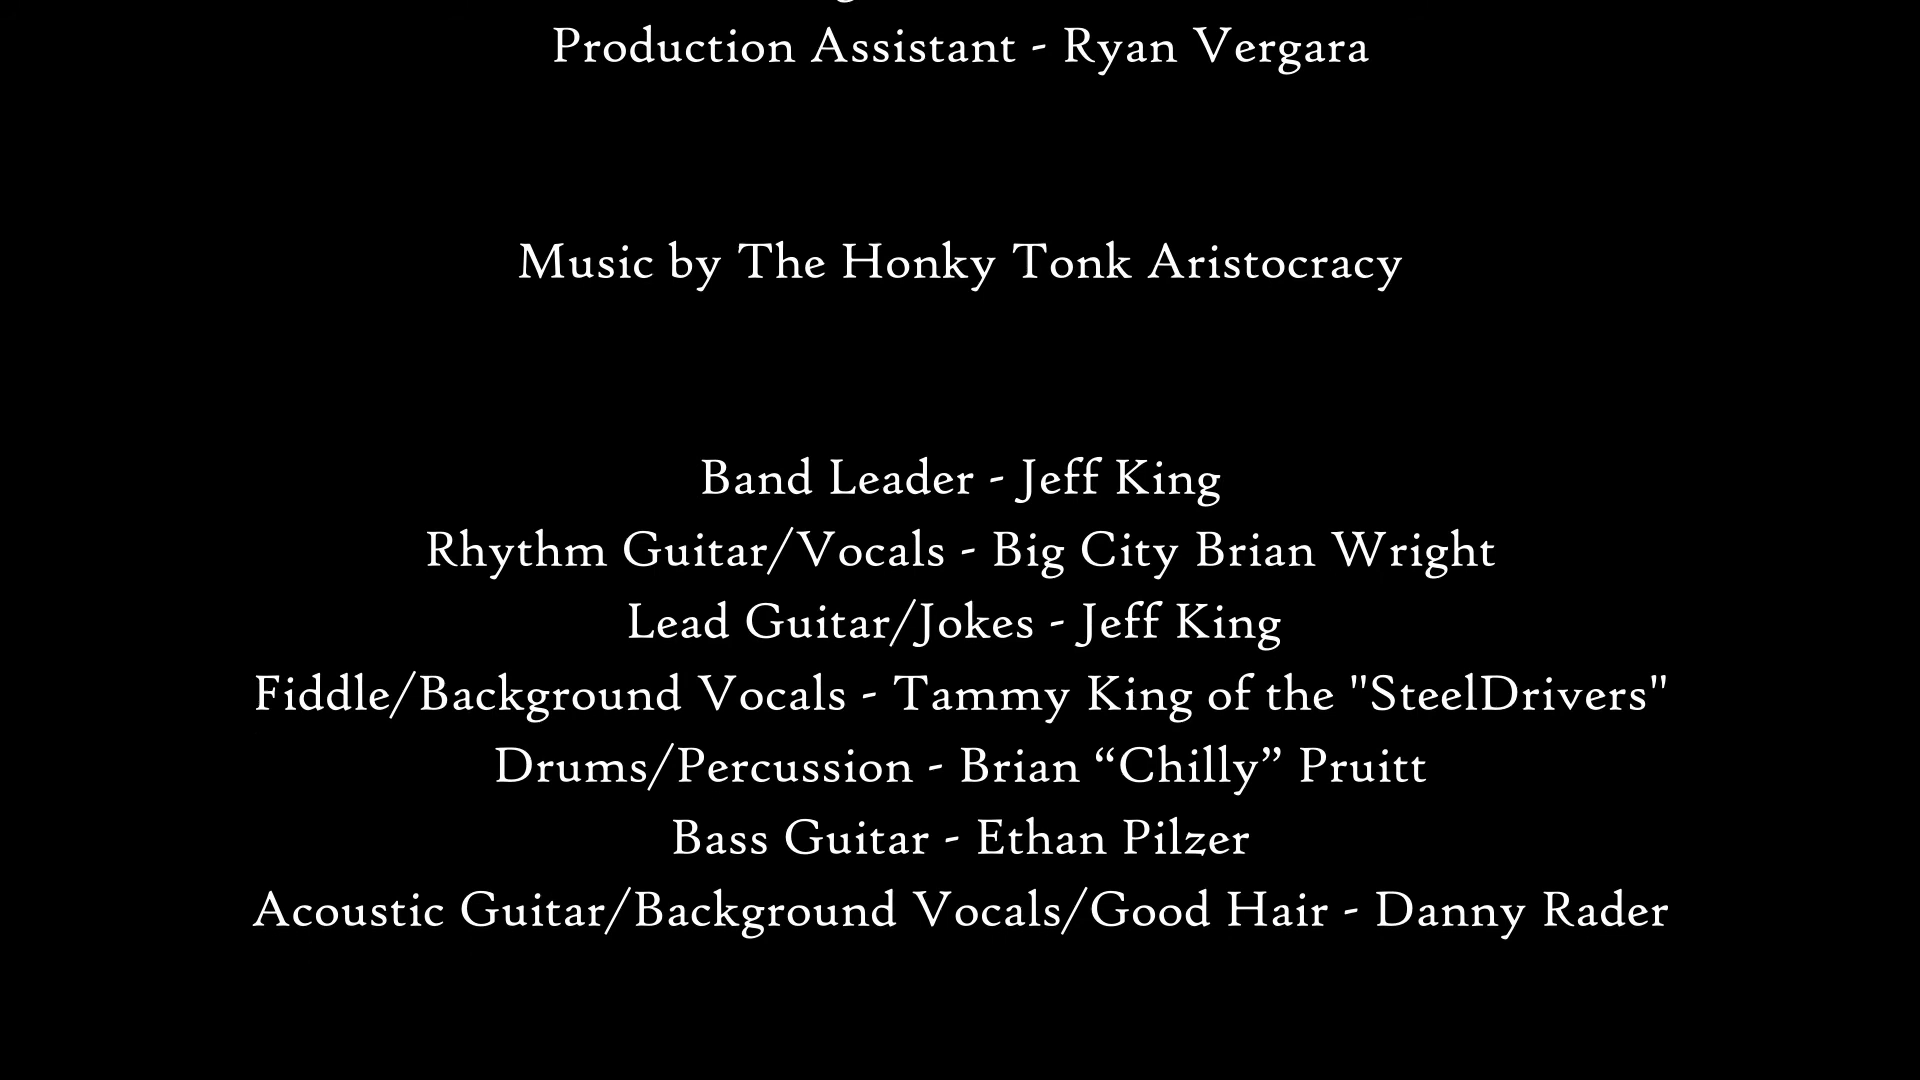 Production Assistant - Ryan Vergara
Music by The Honky Tonk Aristocracy
Band Leader - Jeff King
Rhythm Guitar/Vocals - Big City Brian Wright
Lead Guitar/Jokes - Jeff King
Fiddle/Background Vocals - Tammy King of the "SteelDrivers"
Drums/Percussion - Brian “Chilly” Pruitt
Bass Guitar - Ethan Pilzer
Acoustic Guitar/Background Vocals/Good Hair - Danny Rader